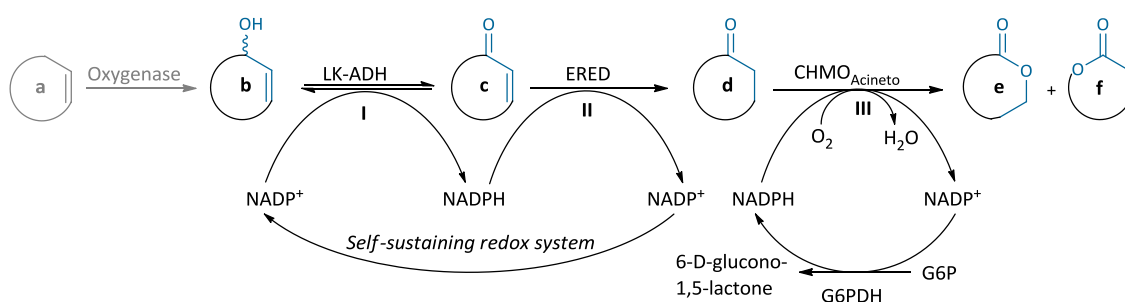 OH
O
O
O
O
a
Oxygenase
b
LK-ADH
c
ERED
d
CHMO_Acineto
e
O
+
O
f
I
II
III
O₂
H₂O
NADP⁺
NADPH
NADP⁺
NADPH
NADP⁺
Self-sustaining redox system
6-D-glucono-
1,5-lactone
G6P
G6PDH